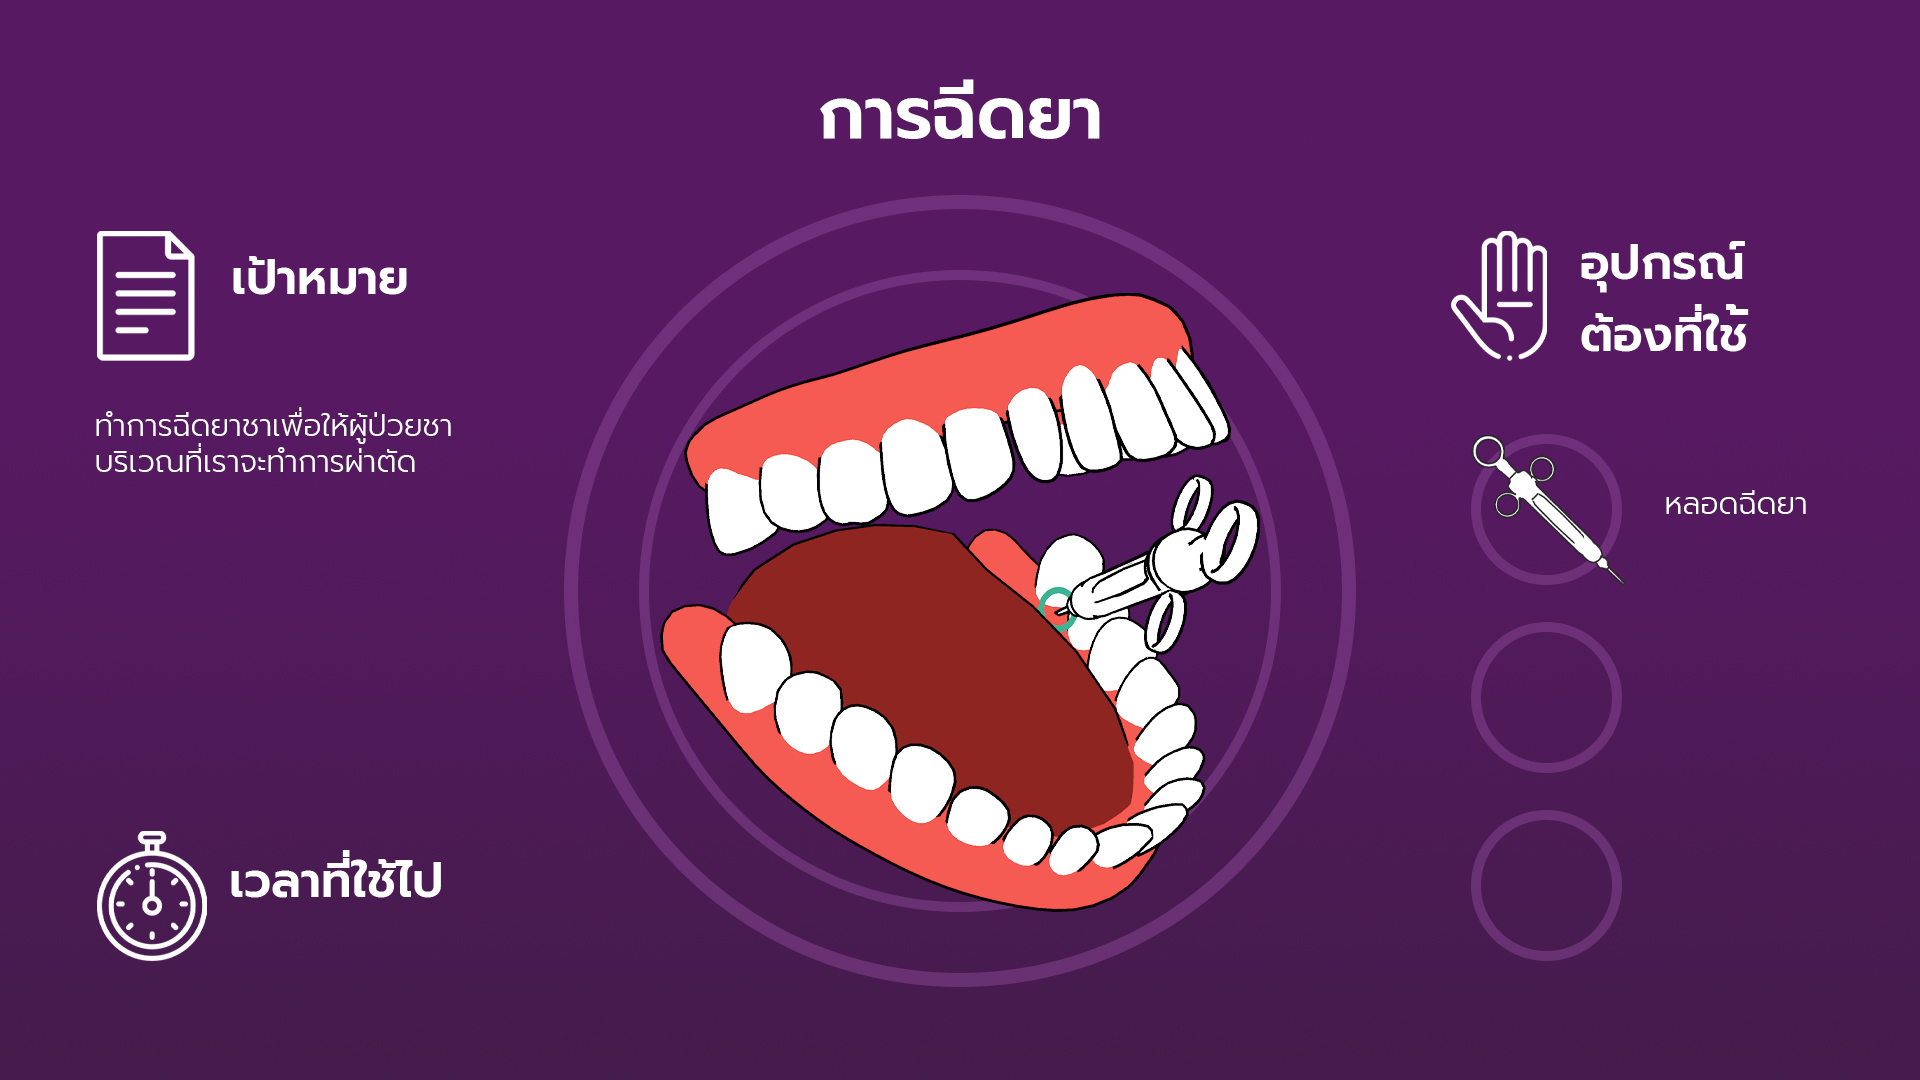 การฉีดยา
เป้าหมาย
ทำการฉีดยาชาเพื่อให้ผู้ป่วยชา
บริเวณที่เราจะทำการผ่าตัด
เวลาที่ใช้ไป
อุปกรณ์
ต้องที่ใช้
หลอดฉีดยา